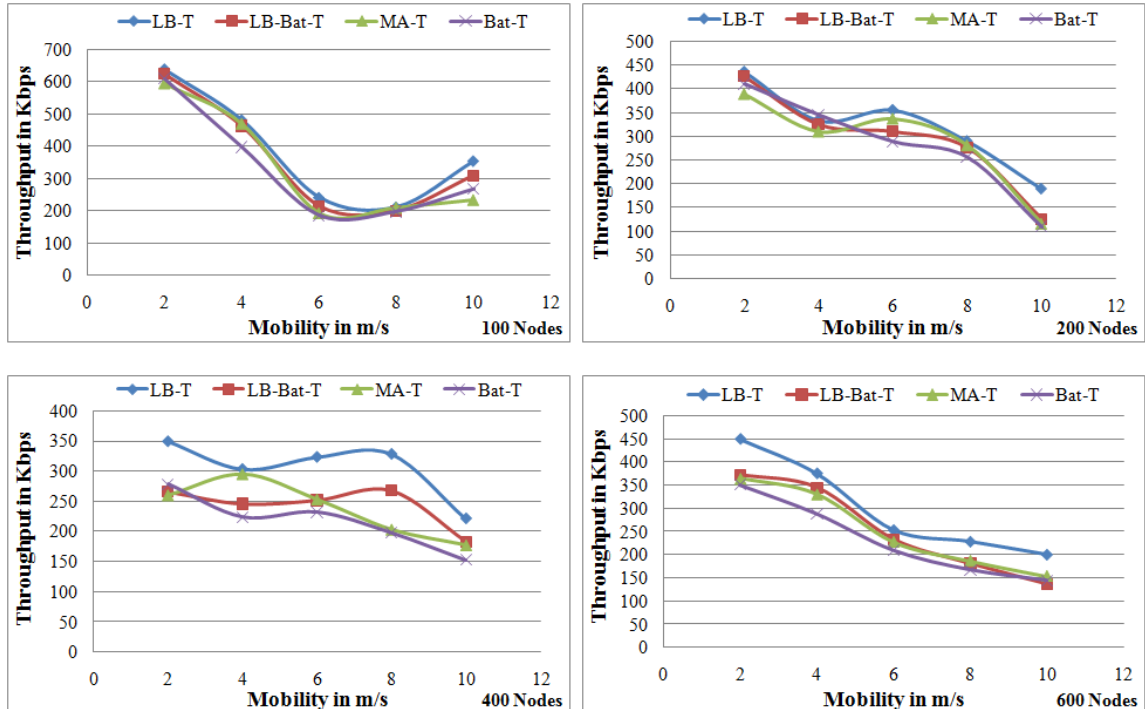 LB-T LB-Bat-T MA-T Bat-T
Throughput in Kbps
700
600
500
400
300
200
100
0
0 2 4 6 8 10 12
Mobility in m/s 100 Nodes
LB-T LB-Bat-T MA-T Bat-T
Throughput in Kbps
500
450
400
350
300
250
200
150
100
50
0
0 2 4 6 8 10 12
Mobility in m/s 200 Nodes
LB-T LB-Bat-T MA-T Bat-T
Throughput in Kbps
400
350
300
250
200
150
100
50
0
0 2 4 6 8 10 12
Mobility in m/s 400 Nodes
LB-T LB-Bat-T MA-T Bat-T
Throughput in Kbps
500
450
400
350
300
250
200
150
100
50
0
0 2 4 6 8 10 12
Mobility in m/s 600 Nodes